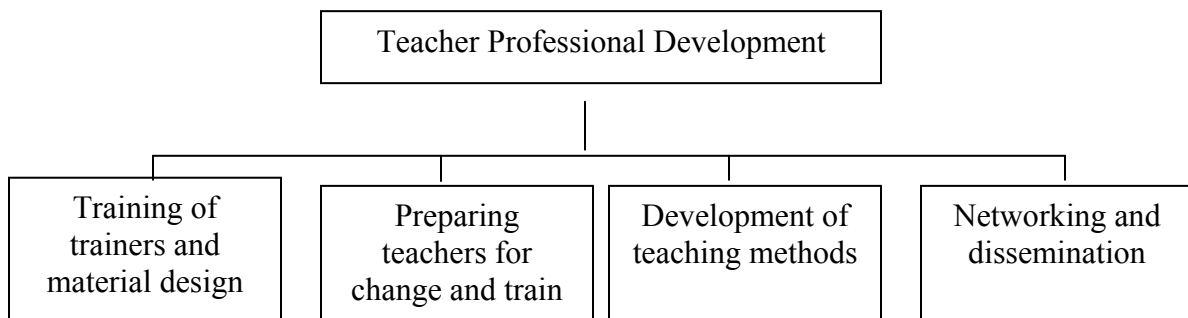 Teacher Professional Development
Training of
trainers and
material design
Preparing
teachers for
change and train
Development of
teaching methods
Networking and
dissemination